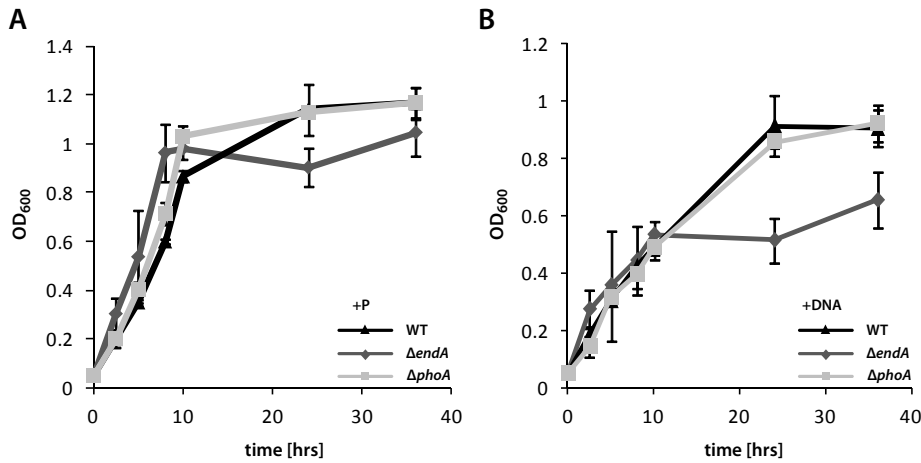 A
1.4
1.2
1
0.8
0.6
0.4
0.2
0
OD600
0 10 20 30 40
time [hrs]
+P
WT
ΔendA
ΔphoA
B
1.2
1
0.8
0.6
0.4
0.2
0
OD600
0 10 20 30 40
time [hrs]
+DNA
WT
ΔendA
ΔphoA